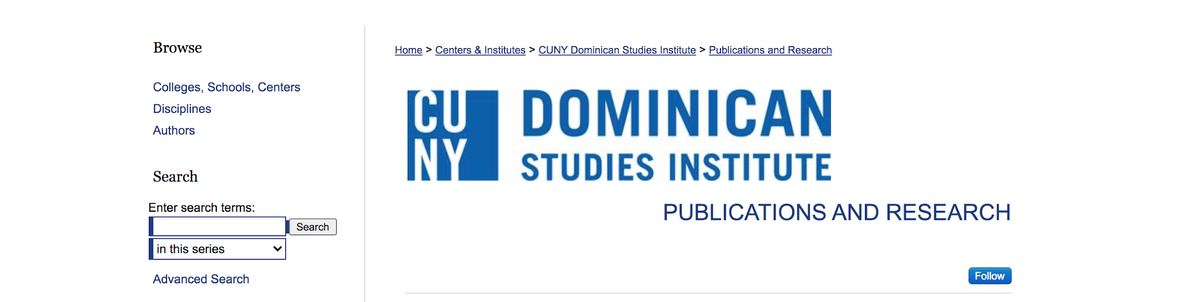 Browse
Colleges, Schools, Centers
Disciplines
Authors
Search
Enter search terms:
Search
in this series
Advanced Search
Home > Centers & Institutes > CUNY Dominican Studies Institute > Publications and Research
CU
NY
DOMINICAN
STUDIES INSTITUTE
PUBLICATIONS AND RESEARCH
Follow